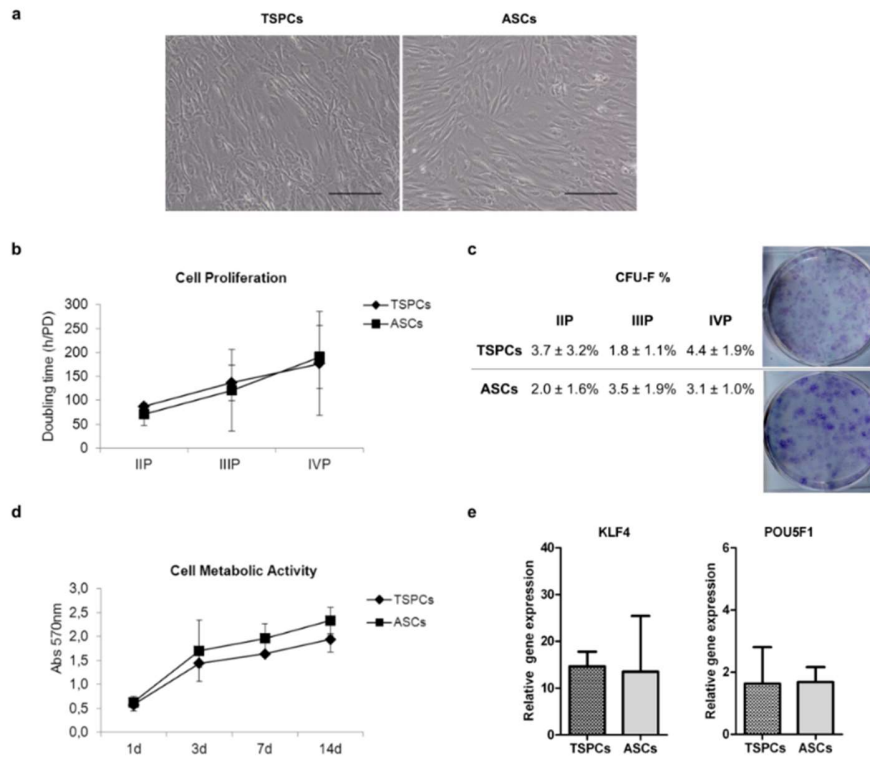 a
TSPCs ASCs
b
Cell Proliferation
Doubling time (h/PD)
300
250
200
150
100
50
0
IIP IIIP IVP
TSPCs
ASCs
c
CFU-F %
IIP IIIP IVP
TSPCs 3.7 ± 3.2% 1.8 ± 1.1% 4.4 ± 1.9%
ASCs 2.0 ± 1.6% 3.5 ± 1.9% 3.1 ± 1.0%
d
Cell Metabolic Activity
Abs 570nm
3,0
2,5
2,0
1,5
1,0
0,5
0,0
1d 3d 7d 14d
TSPCs
ASCs
e
KLF4
Relative gene expression
40
30
20
10
0
TSPCs ASCs
POU5F1
Relative gene expression
6
4
2
0
TSPCs ASCs